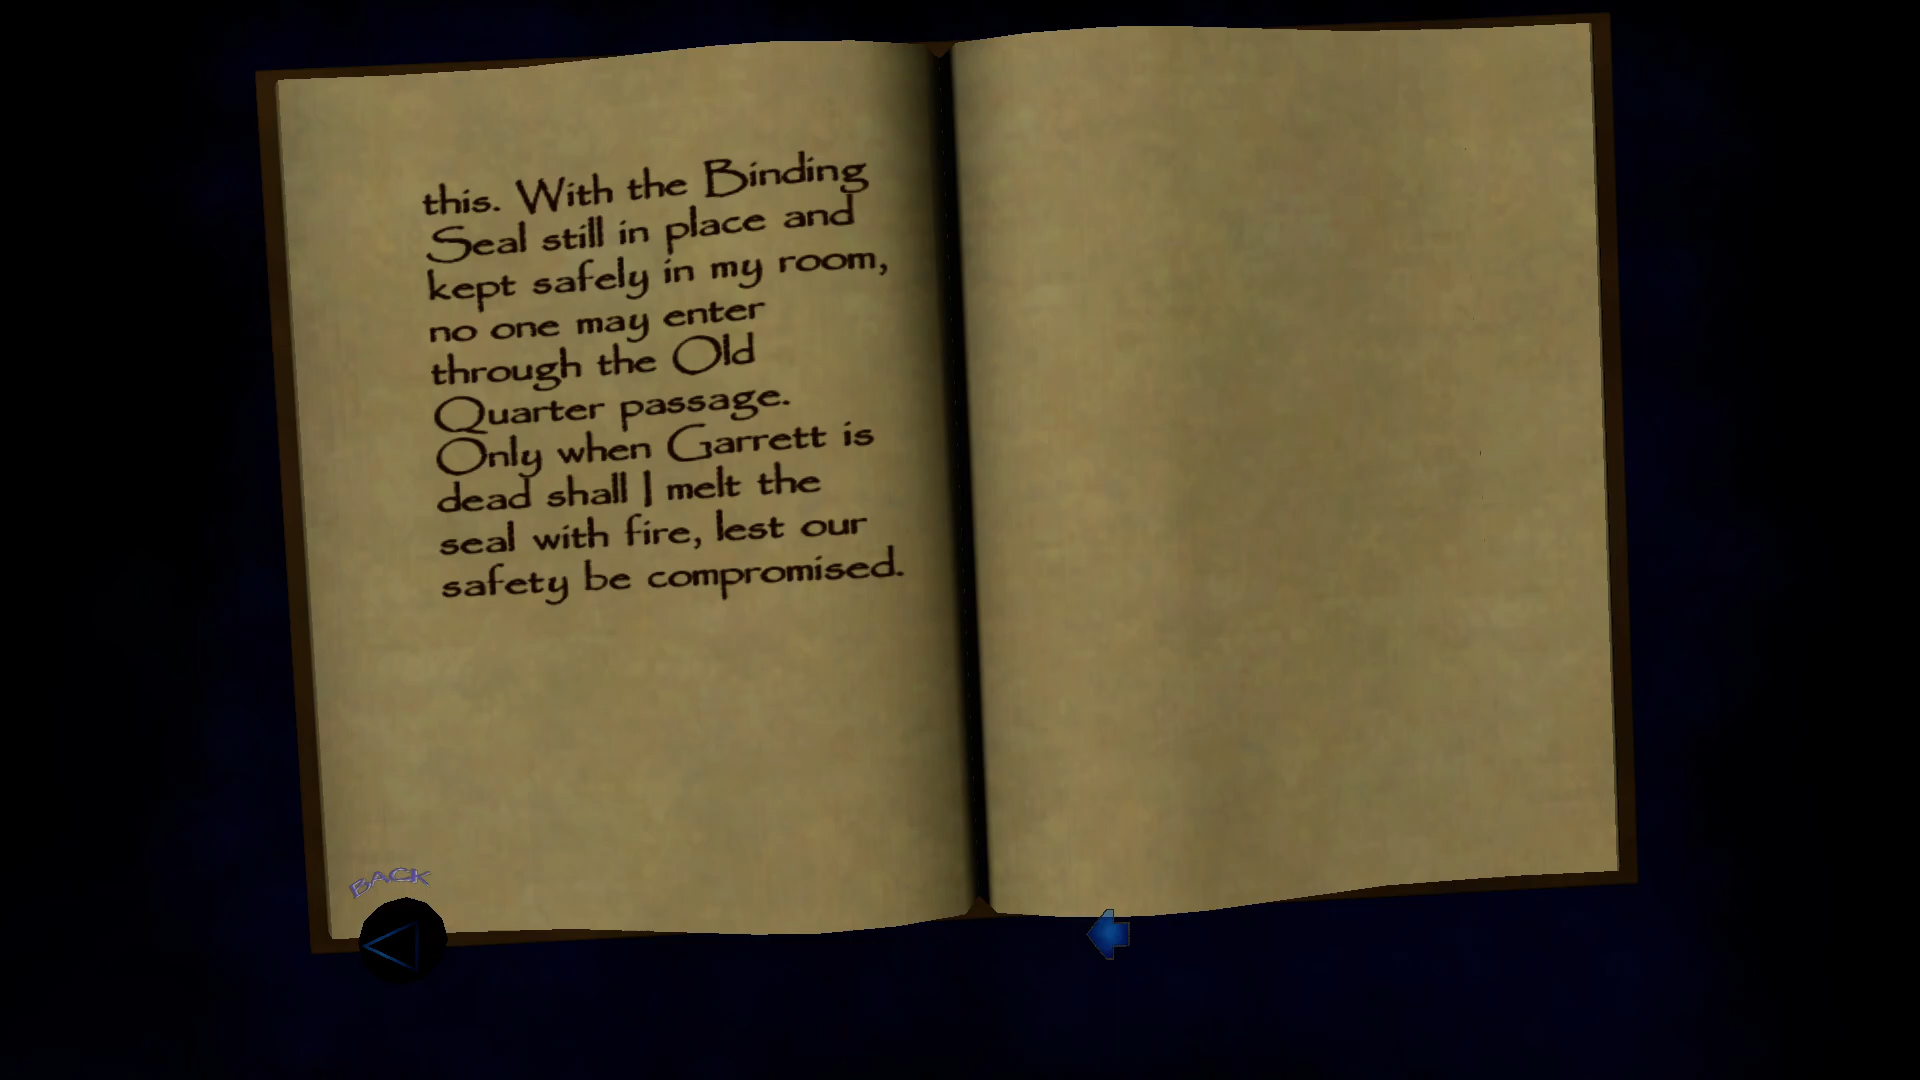 this. With the Binding
Seal still in place and
kept safely in my room,
no one may enter
through the Old
Quarter passage.
Only when Garrett is
dead shall I melt the
seal with fire, lest our
safety be compromised.
BACK